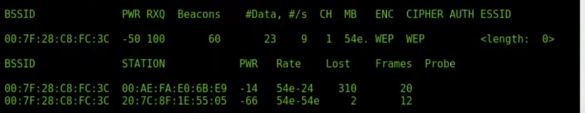 BSSID PWR RXQ Beacons #Data, #/s CH MB ENC CIPHER AUTH ESSID
00:7F:28:C8:FC:3C -50 100 60 23 9 1 54e. WEP WEP <length: 0>
BSSID STATION PWR Rate Lost Frames Probe
00:7F:28:C8:FC:3C 00:AE:FA:E0:6B:E9 -14 54e-24 310 20
00:7F:28:C8:FC:3C 20:7C:8F:1E:55:05 -66 54e-54e 2 12